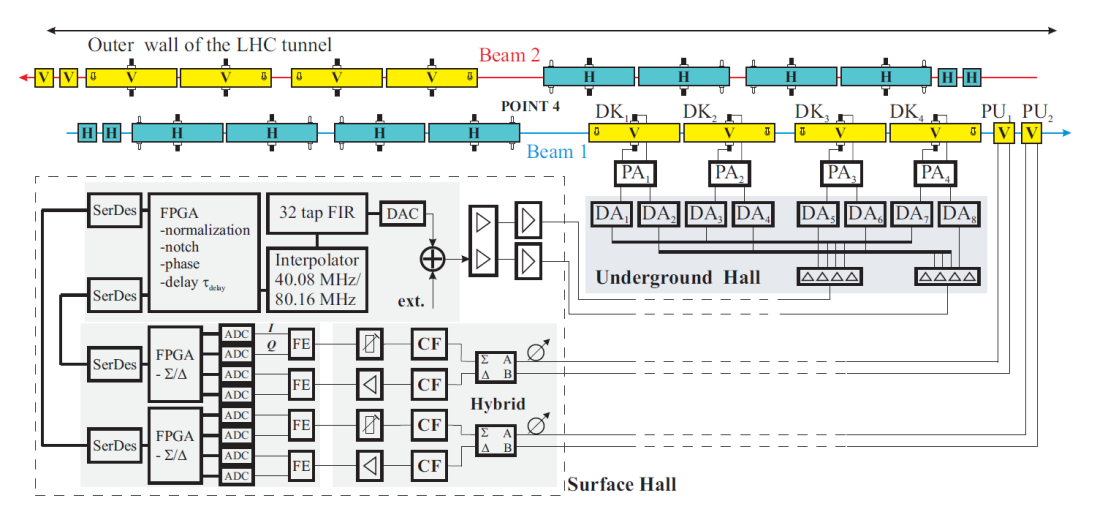 Outer wall of the LHC tunnel
Beam 2
V V V V V V H H H H H H
POINT 4
DK1 DK2 DK3 DK4 PU1 PU2
H H H H H H V V V V V V
Beam 1
PA1 PA2 PA3 PA4
DA1 DA2 DA3 DA4 DA5 DA6 DA7 DA8
Underground Hall
SerDes
FPGA
-normalization
-notch
-phase
-delay τdelay
32 tap FIR
DAC
Interpolator
40.08 MHz/
80.16 MHz
ext.
SerDes
SerDes
FPGA
- Σ/Δ
ADC
ADC
ADC
ADC
I
Q
FE
FE
CF
CF
Σ A
Δ B
Hybrid
SerDes
FPGA
- Σ/Δ
ADC
ADC
ADC
ADC
FE
FE
CF
CF
Σ A
Δ B
Surface Hall